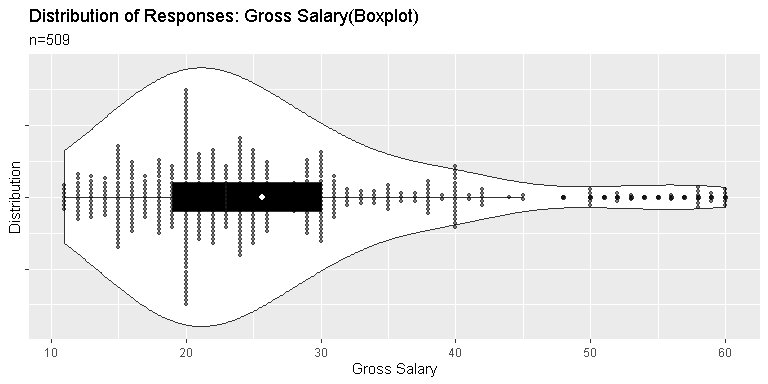 Distribution of Responses: Gross Salary(Boxplot)
n=509
Distribution
10 20 30 40 50 60
Gross Salary